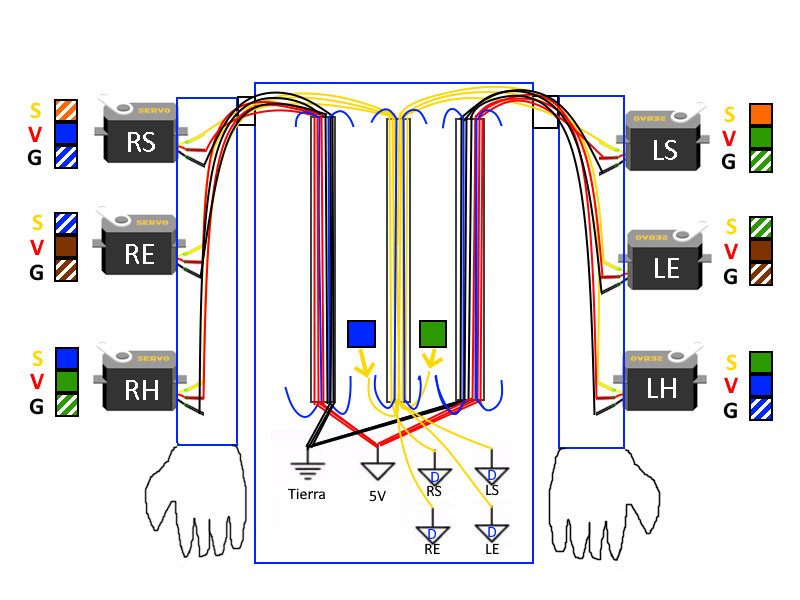 S
V
G
SERVO
RS
SERVO
LS
S
V
G
S
V
G
SERVO
RE
SERVO
LE
S
V
G
S
V
G
SERVO
RH
SERVO
LH
S
V
G
Tierra
5V
D
RS
D
LS
D
RE
D
LE